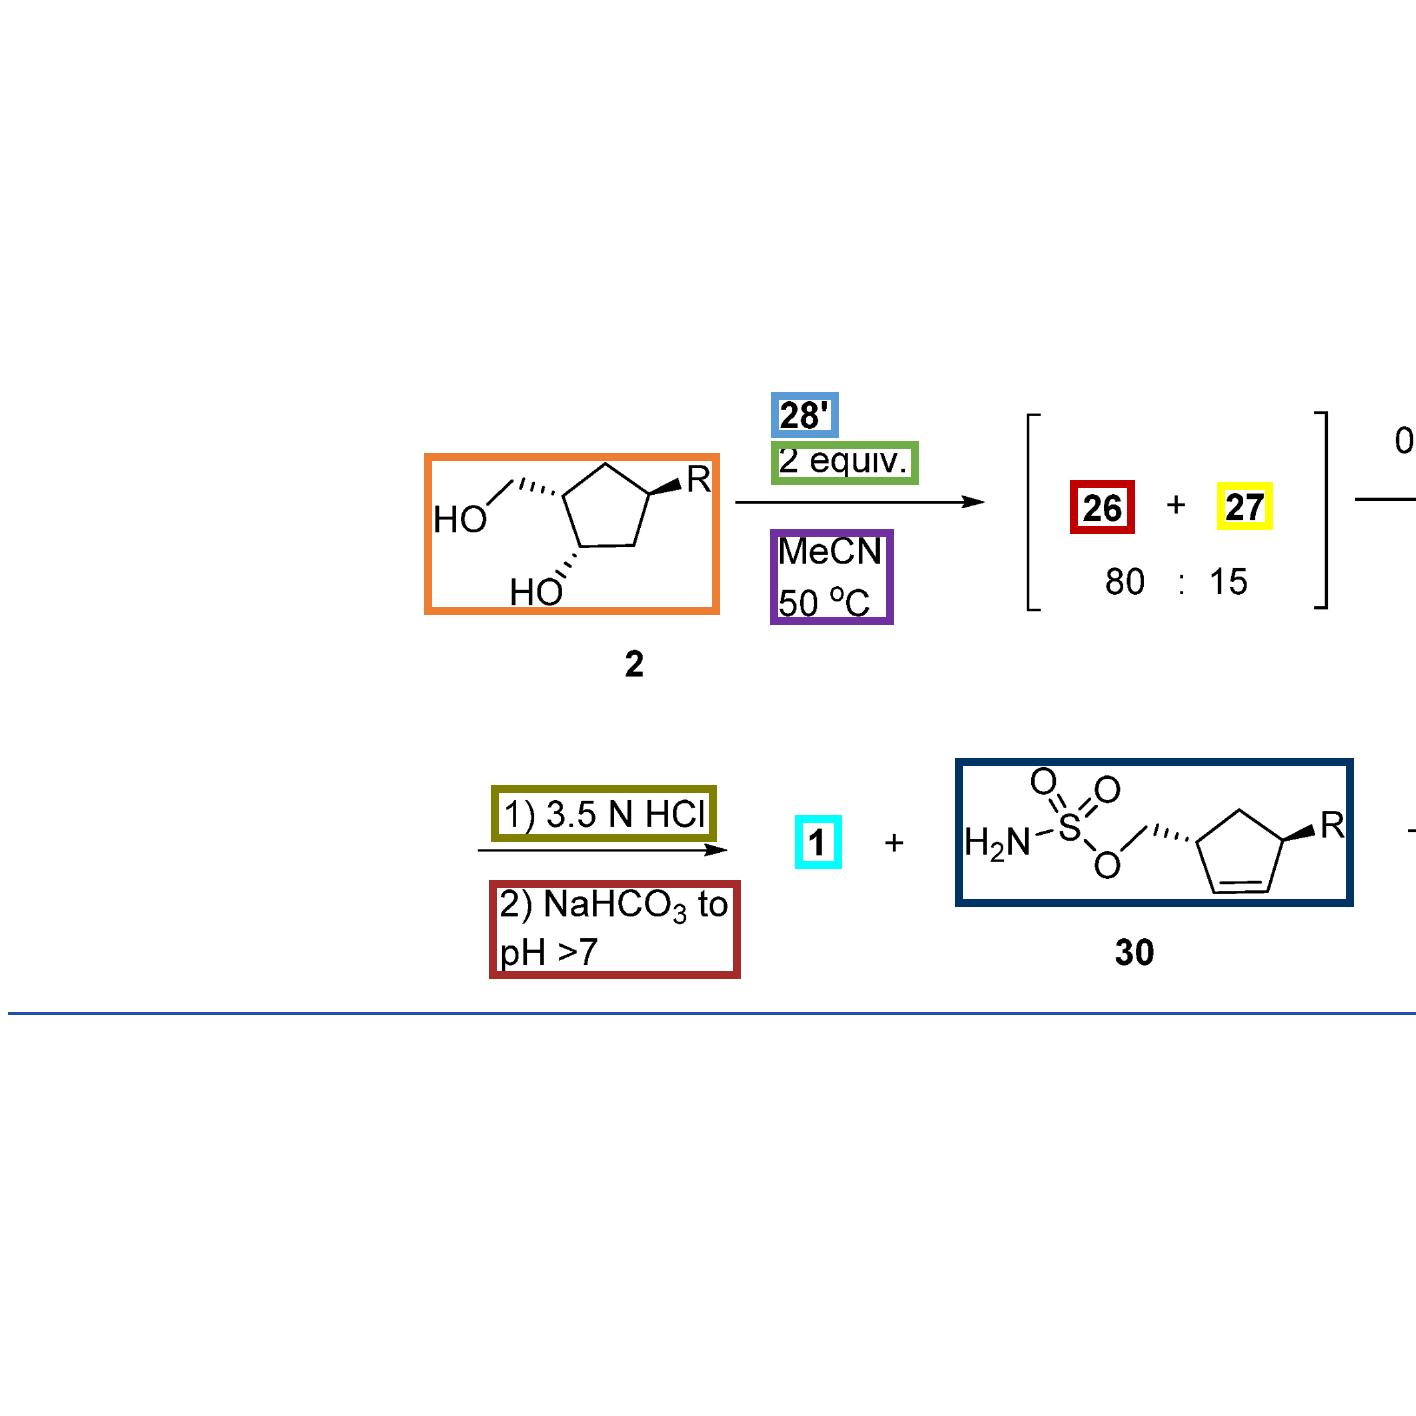 28'
2 equiv.
0
HO
R
26 + 27
MeCN
50 °C
80 : 15
HO
2
1) 3.5 N HCl
O O
H2N S R
1 +
O
2) NaHCO3 to
pH >7
30